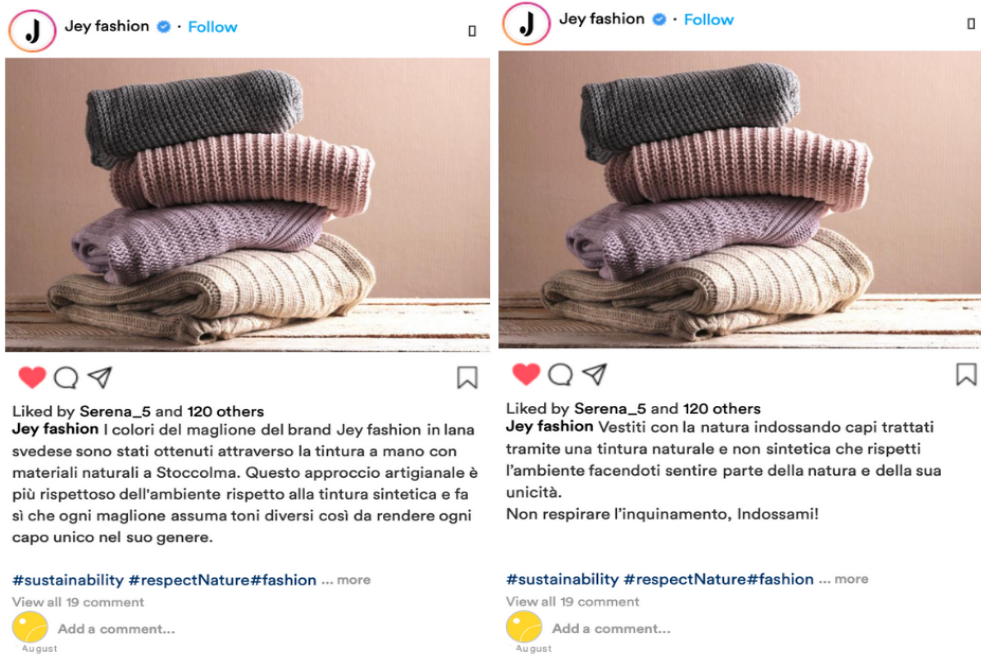 Jey fashion · Follow
Liked by Serena_5 and 120 others
Jey fashion I colori del maglione del brand Jey fashion in lana
svedese sono stati ottenuti attraverso la tintura a mano con
materiali naturali a Stoccolma. Questo approccio artigianale è
più rispettoso dell'ambiente rispetto alla tintura sintetica e fa
sì che ogni maglione assuma toni diversi così da rendere ogni
capo unico nel suo genere.
#sustainability #respectNature#fashion ... more
View all 19 comment
Add a comment...
August
Jey fashion · Follow
Liked by Serena_5 and 120 others
Jey fashion Vestiti con la natura indossando capi trattati
tramite una tintura naturale e non sintetica che rispetti
l'ambiente facendoti sentire parte della natura e della sua
unicità.
Non respirare l'inquinamento, Indossami!
#sustainability #respectNature#fashion ... more
View all 19 comment
Add a comment...
August